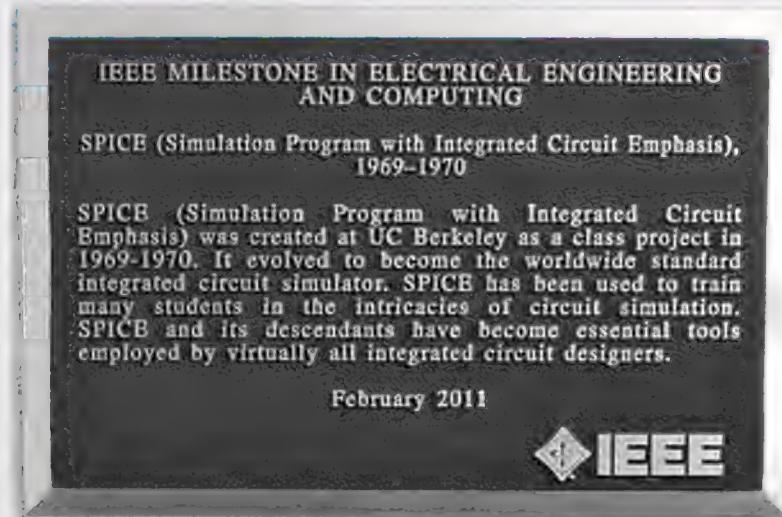 IEEE MILESTONE IN ELECTRICAL ENGINEERING
AND COMPUTING
SPICE (Simulation Program with Integrated Circuit Emphasis),
1969–1970
SPICE (Simulation Program with Integrated Circuit
Emphasis) was created at UC Berkeley as a class project in
1969-1970. It evolved to become the worldwide standard
integrated circuit simulator. SPICE has been used to train
many students in the intricacies of circuit simulation.
SPICE and its descendants have become essential tools
employed by virtually all integrated circuit designers.
February 2011
IEEE